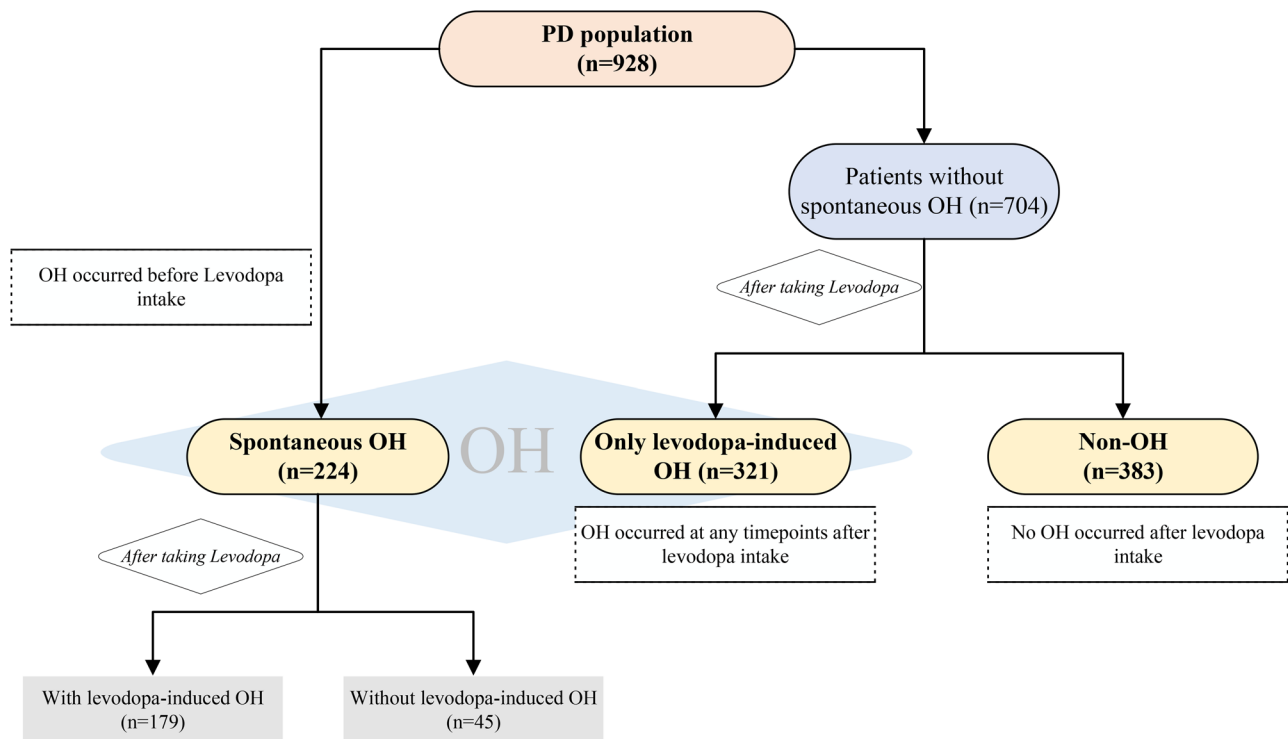 PD population
(n=928)
Patients without
spontaneous OH (n=704)
OH occurred before Levodopa
intake
After taking Levodopa
Spontaneous OH
(n=224)
OH
Only levodopa-induced
OH (n=321)
Non-OH
(n=383)
After taking Levodopa
OH occurred at any timepoints after
levodopa intake
No OH occurred after levodopa
intake
With levodopa-induced OH
(n=179)
Without levodopa-induced OH
(n=45)